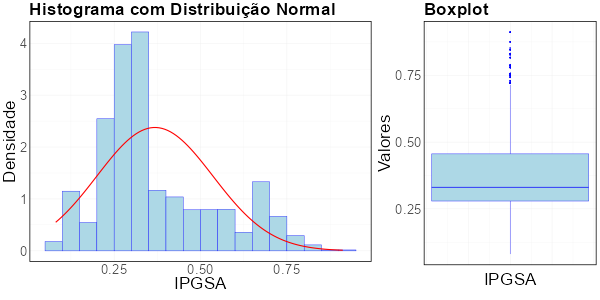 Histograma com Distribuição Normal
Densidade
4
3
2
1
0
0.25 0.50 0.75
IPGSA
Boxplot
Valores
0.75
0.50
0.25
IPGSA